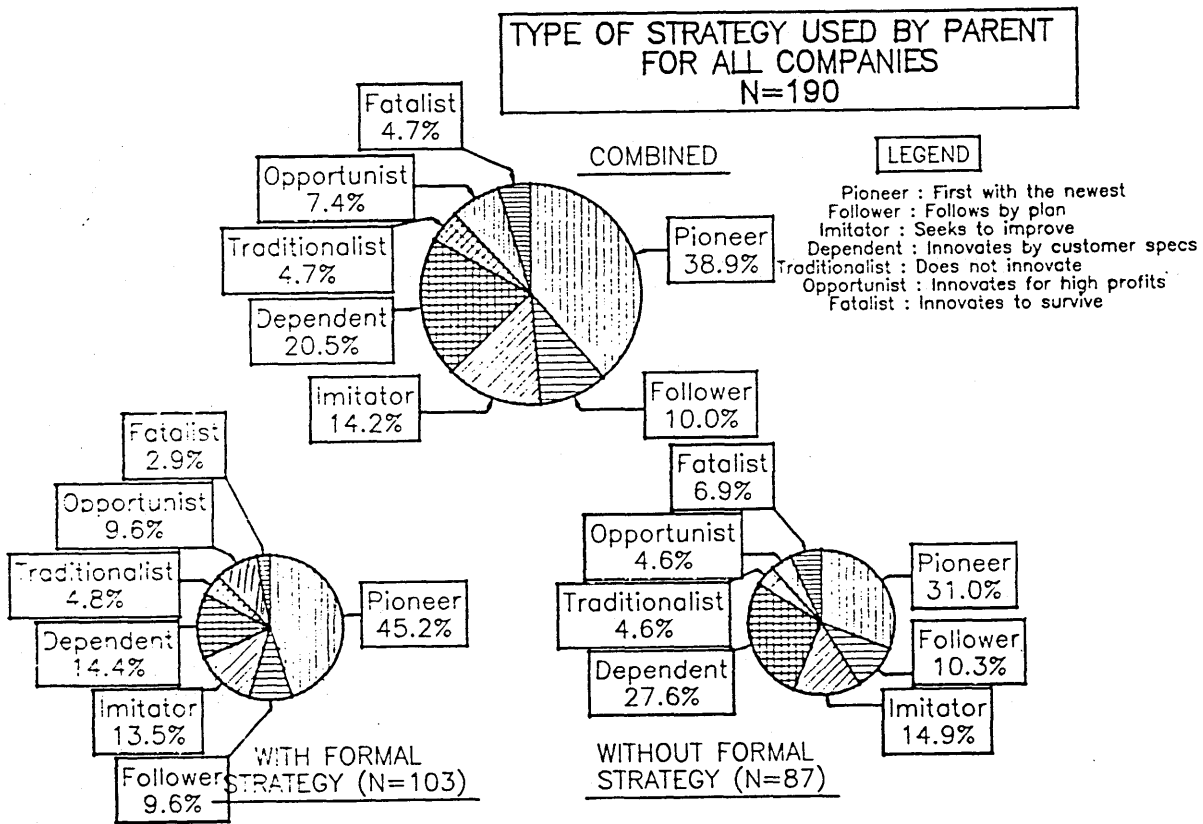 TYPE OF STRATEGY USED BY PARENT
FOR ALL COMPANIES
N=190
COMBINED
LEGEND
Pioneer : First with the newest
Follower : Follows by plan
Imitator : Seeks to improve
Dependent : Innovates by customer specs
Traditionalist : Does not innovate
Opportunist : Innovates for high profits
Fatalist : Innovates to survive
Fatalist
4.7%
Opportunist
7.4%
Traditionalist
4.7%
Dependent
20.5%
Imitator
14.2%
Pioneer
38.9%
Follower
10.0%
Fatalist
2.9%
Opportunist
9.6%
Traditionalist
4.8%
Dependent
14.4%
Imitator
13.5%
Follower
9.6%
Pioneer
45.2%
WITH FORMAL
STRATEGY (N=103)
Fatalist
6.9%
Opportunist
4.6%
Traditionalist
4.6%
Dependent
27.6%
Pioneer
31.0%
Follower
10.3%
Imitator
14.9%
WITHOUT FORMAL
STRATEGY (N=87)